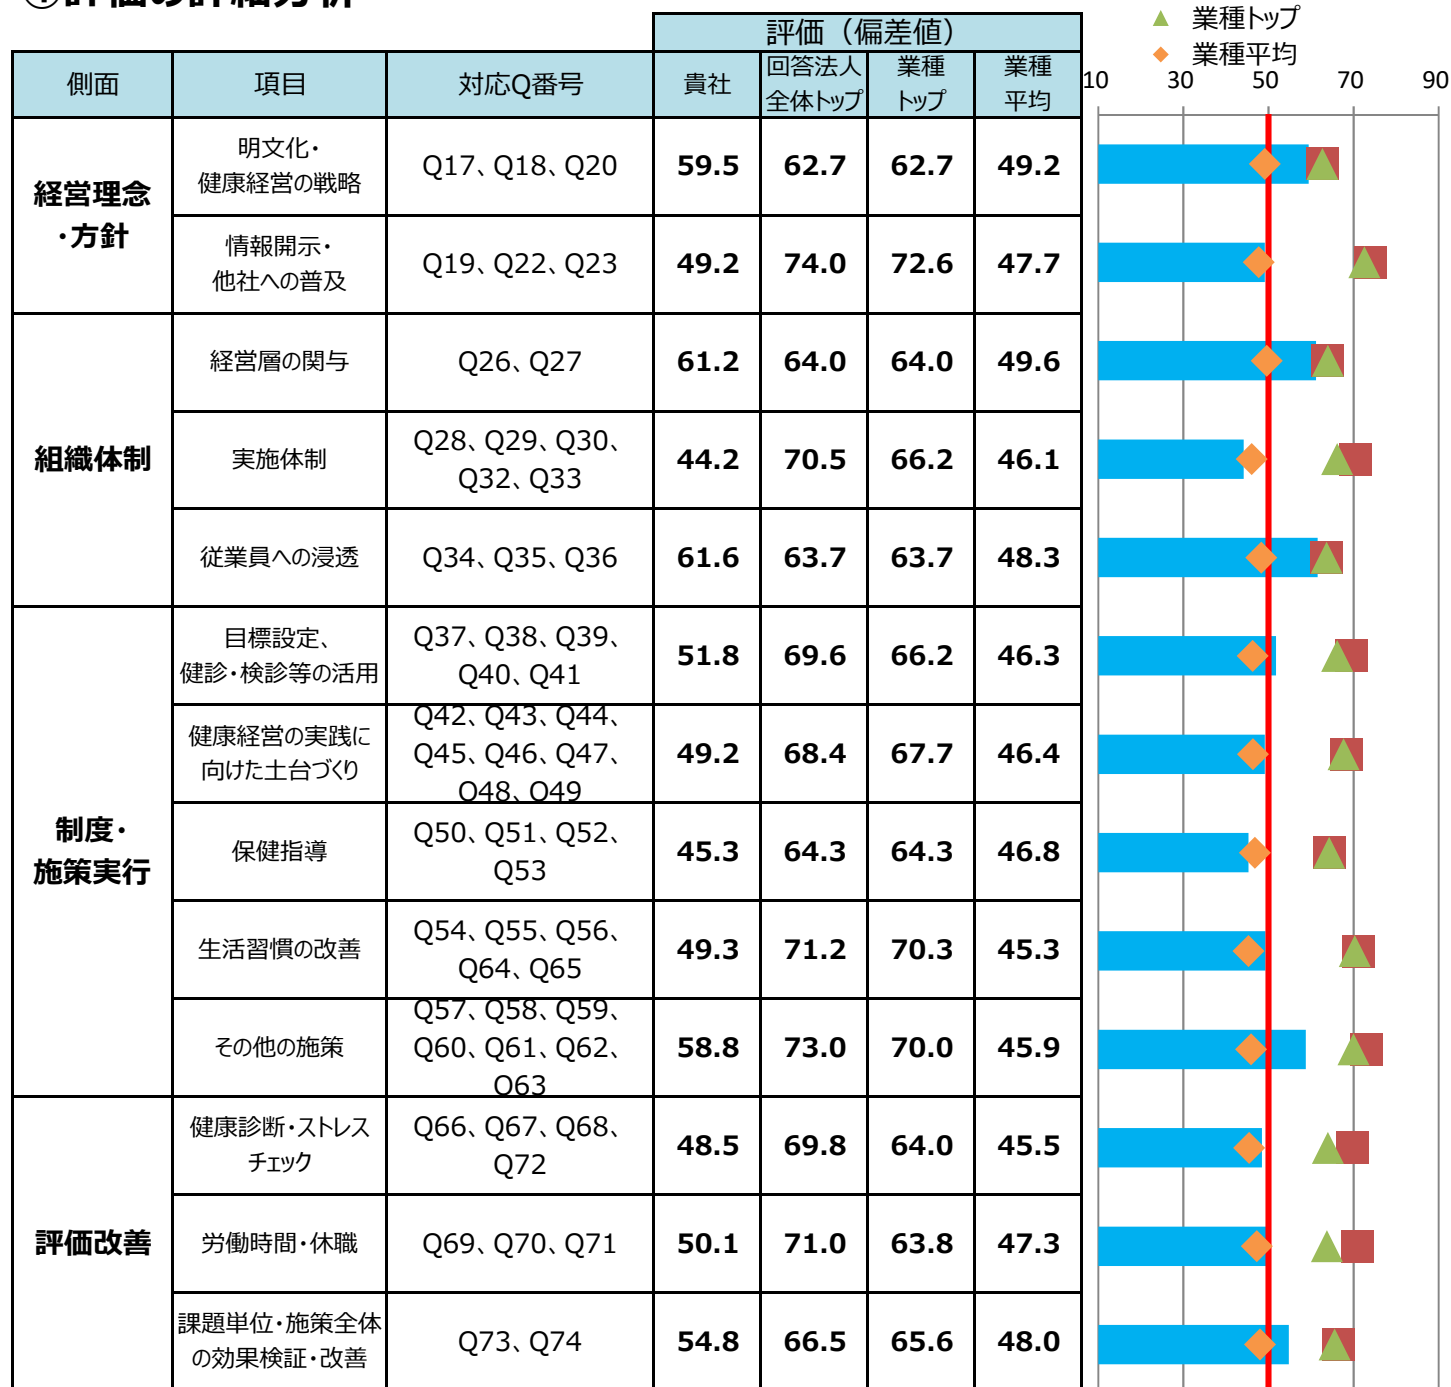 ①評価の詳細分析
▲ 業種トップ
◆ 業種平均
評価（偏差値）
側面 項目 対応Q番号 貴社 回答法人 業種 業種
全体トップ トップ 平均
10 30 50 70 90
経営理念
・方針
明文化・
健康経営の戦略
Q17、Q18、Q20 59.5 62.7 62.7 49.2
情報開示・
他社への普及
Q19、Q22、Q23 49.2 74.0 72.6 47.7
組織体制
経営層の関与 Q26、Q27 61.2 64.0 64.0 49.6
実施体制
Q28、Q29、Q30、
Q32、Q33
44.2 70.5 66.2 46.1
従業員への浸透 Q34、Q35、Q36 61.6 63.7 63.7 48.3
制度・
施策実行
目標設定、
健診・検診等の活用
Q37、Q38、Q39、
Q40、Q41
51.8 69.6 66.2 46.3
健康経営の実践に
向けた土台づくり
Q42、Q43、Q44、
Q45、Q46、Q47、
Q48、Q49
49.2 68.4 67.7 46.4
保健指導
Q50、Q51、Q52、
Q53
45.3 64.3 64.3 46.8
生活習慣の改善
Q54、Q55、Q56、
Q64、Q65
49.3 71.2 70.3 45.3
その他の施策
Q57、Q58、Q59、
Q60、Q61、Q62、
Q63
58.8 73.0 70.0 45.9
評価改善
健康診断・ストレス
チェック
Q66、Q67、Q68、
Q72
48.5 69.8 64.0 45.5
労働時間・休職 Q69、Q70、Q71 50.1 71.0 63.8 47.3
課題単位・施策全体
の効果検証・改善
Q73、Q74 54.8 66.5 65.6 48.0